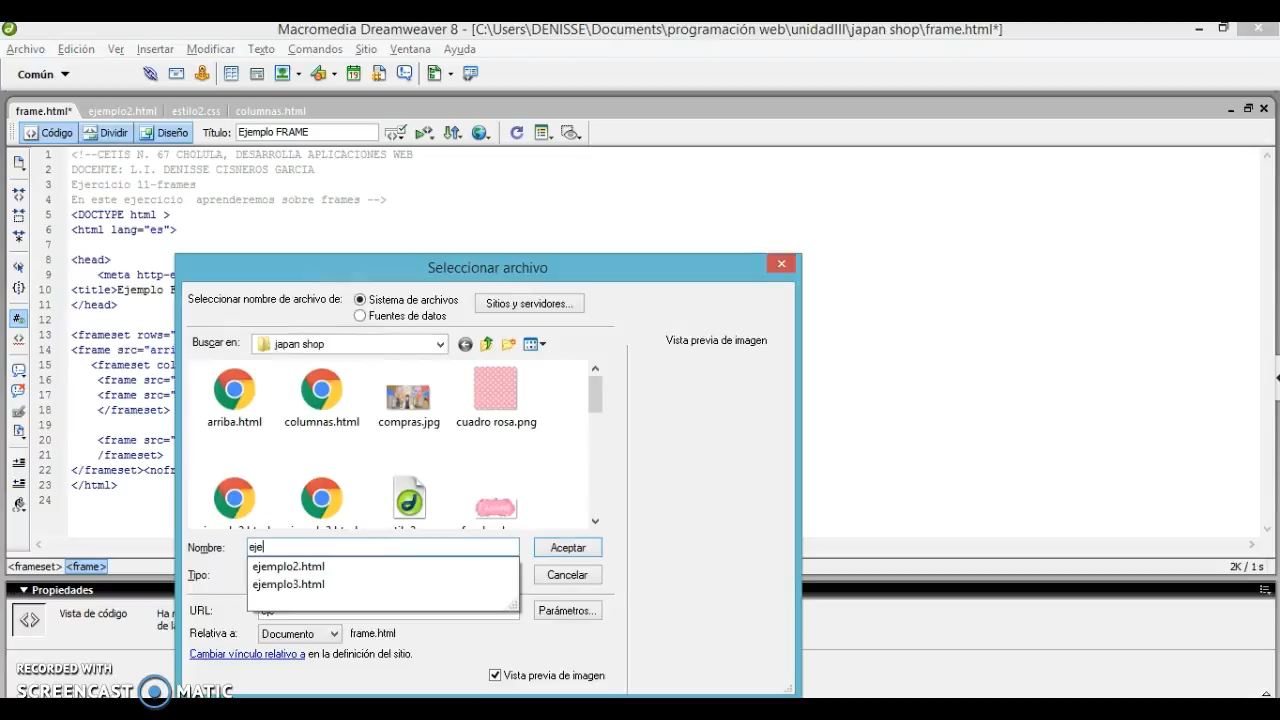 Macromedia Dreamweaver 8 - [C:\Users\DENISSE\Documents\programación web\unidadIII\japan shop\frame.html*]
Archivo Edición Ver Insertar Modificar Texto Comandos Sitio Ventana Ayuda
Común
frame.html* ejemplo2.html estilo2.css columnas.html
Código Dividir Diseño Título: Ejemplo FRAME
1 <!--CETIS N. 67 CHOLULA, DESARROLLA APLICACIONES WEB
2 DOCENTE: L.I. DENISSE CISNEROS GARCIA
3 Ejercicio 11-frames
4 En este ejercicio aprenderemos sobre frames -->
5 <DOCTYPE html >
6 <html lang="es">
7
8 <head>
9 <meta http-e
10 <title>Ejemplo
11 </head>
12
13 <frameset rows="
14 <frame src="arri
15 <frameset col
16 <frame src="
17 <frame src="
18 </frameset>
19
20 <frame src="
21 /frameset>
22 </frameset><nofr
23 </html>
24
Seleccionar archivo
Seleccionar nombre de archivo de: Sistema de archivos Sitios y servidores...
Fuentes de datos
Buscar en: japan shop
Vista previa de imagen
arriba.html columnas.html compras.jpg cuadro rosa.png
Nombre: eje Aceptar
ejemplo2.html
Tipo: Cancelar
ejemplo3.html
URL: Parámetros...
Relativa a: Documento frame.html
Cambiar vínculo relativo a en la definición del sitio.
Vista previa de imagen
<frameset> <frame> 2K / 1 s
Propiedades
Vista de código Ha
de l
RECORDED WITH
SCREENCAST MATIC